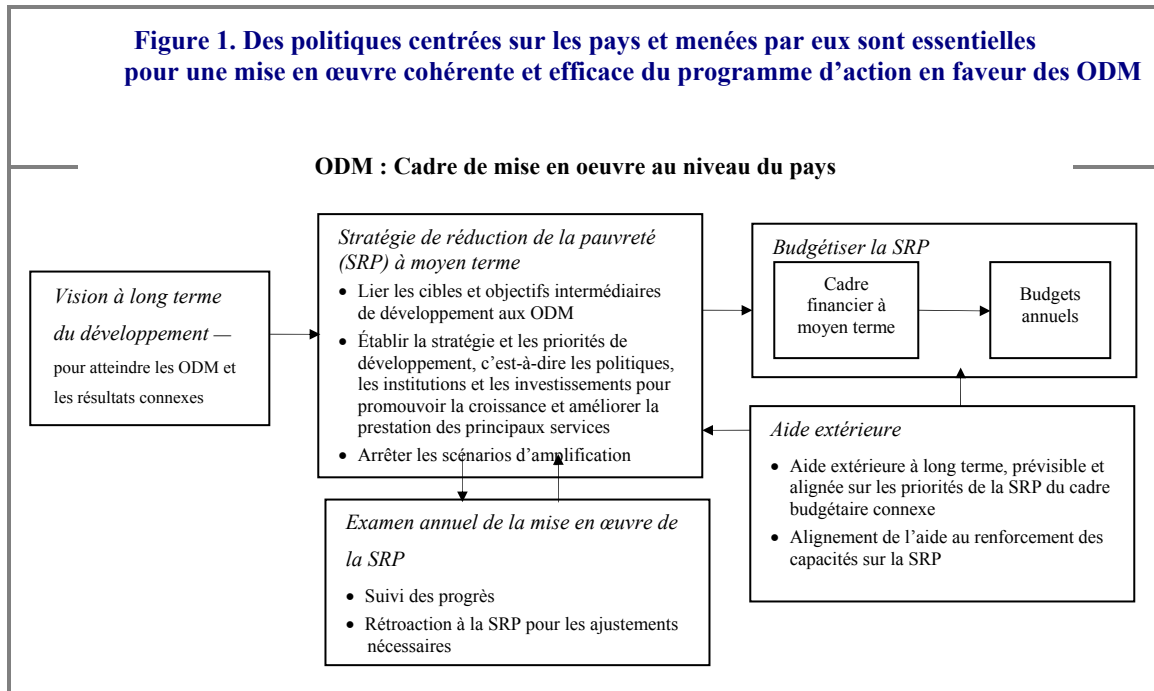 Figure 1. Des politiques centrées sur les pays et menées par eux sont essentielles
pour une mise en œuvre cohérente et efficace du programme d’action en faveur des ODM
ODM : Cadre de mise en oeuvre au niveau du pays
Vision à long terme
du développement —
pour atteindre les ODM et
les résultats connexes
Stratégie de réduction de la pauvreté
(SRP) à moyen terme
• Lier les cibles et objectifs intermédiaires
de développement aux ODM
• Établir la stratégie et les priorités de
développement, c’est-à-dire les politiques,
les institutions et les investissements pour
promouvoir la croissance et améliorer la
prestation des principaux services
• Arrêter les scénarios d’amplification
Budgétiser la SRP
Cadre
financier à
moyen terme
Budgets
annuels
Examen annuel de la mise en œuvre de
la SRP
• Suivi des progrès
• Rétroaction à la SRP pour les ajustements
nécessaires
Aide extérieure
• Aide extérieure à long terme, prévisible et
alignée sur les priorités de la SRP du cadre
budgétaire connexe
• Alignement de l’aide au renforcement des
capacités sur la SRP